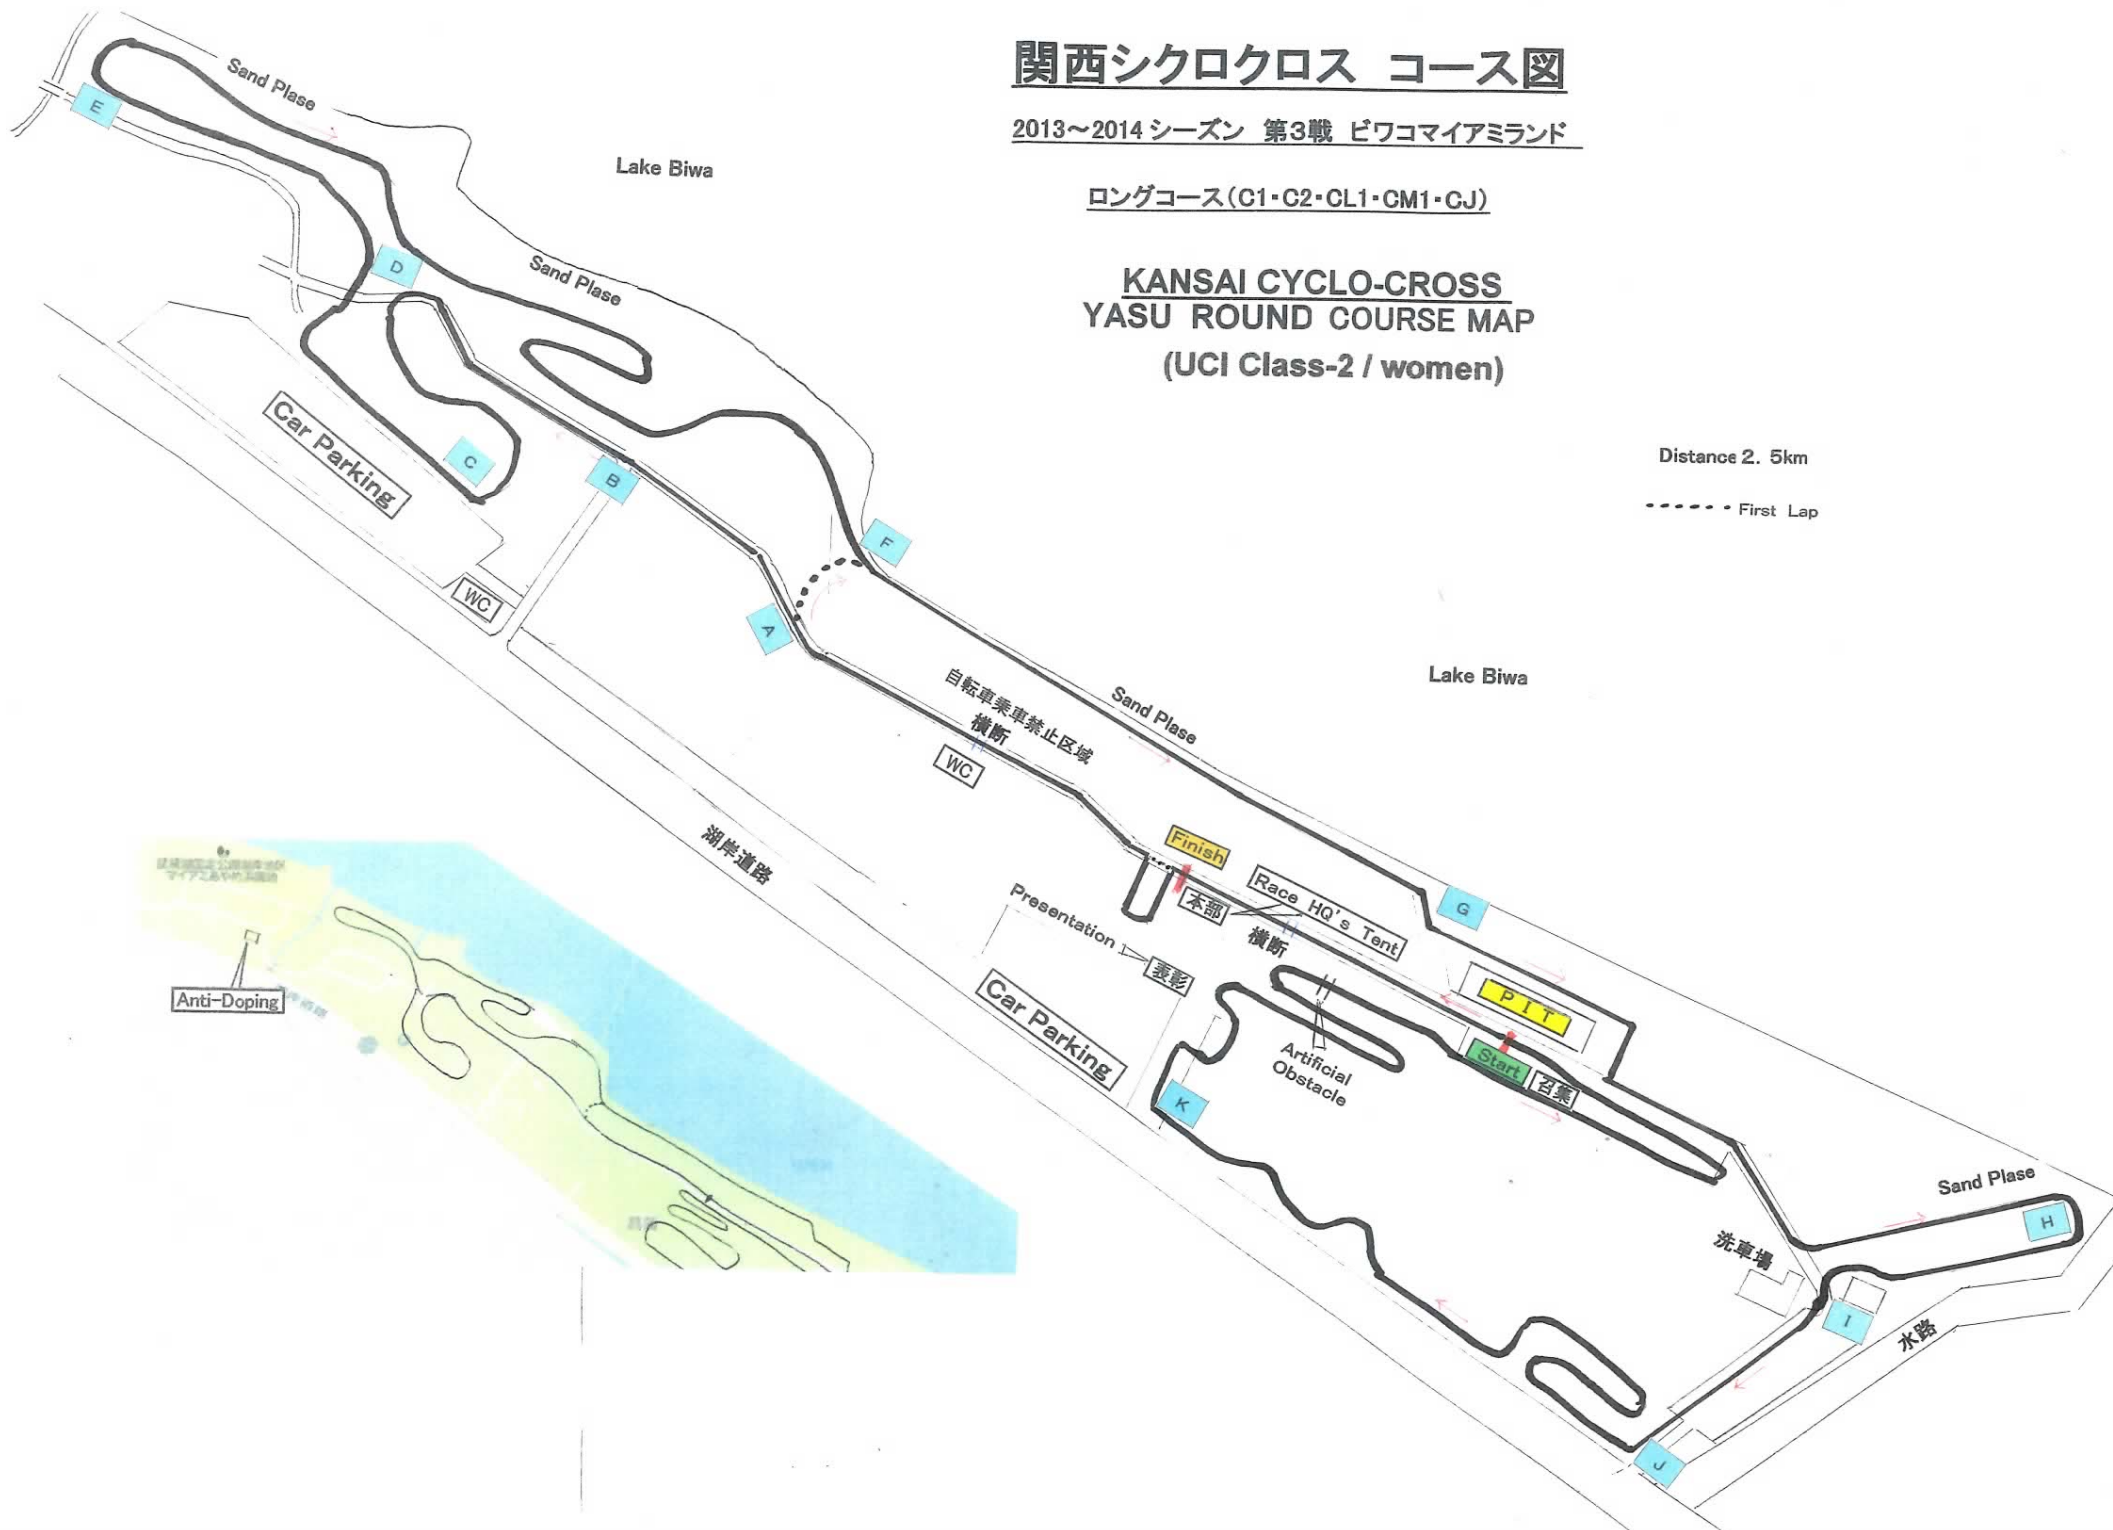 関西シクロクロス コース図
2013～2014シーズン 第3戦 ビワコマイアミランド
ロングコース(C1・C2・CL1・CM1・CJ)
KANSAI CYCLO-CROSS
YASU ROUND COURSE MAP
(UCI Class-2 / women)
Distance 2. 5km
First Lap
Sand Plase
E
Lake Biwa
D
Sand Plase
Car Parking
C
B
WC
F
A
Lake Biwa
自転車乗車禁止区域
横断
WC
Sand Plase
湖岸道路
Finish
本部
Race HQ's Tent
横断
G
Presentation
表彰
PIT
Car Parking
Artificial
Obstacle
Start
召集
K
Sand Plase
H
洗車場
I
水路
J
Anti-Doping